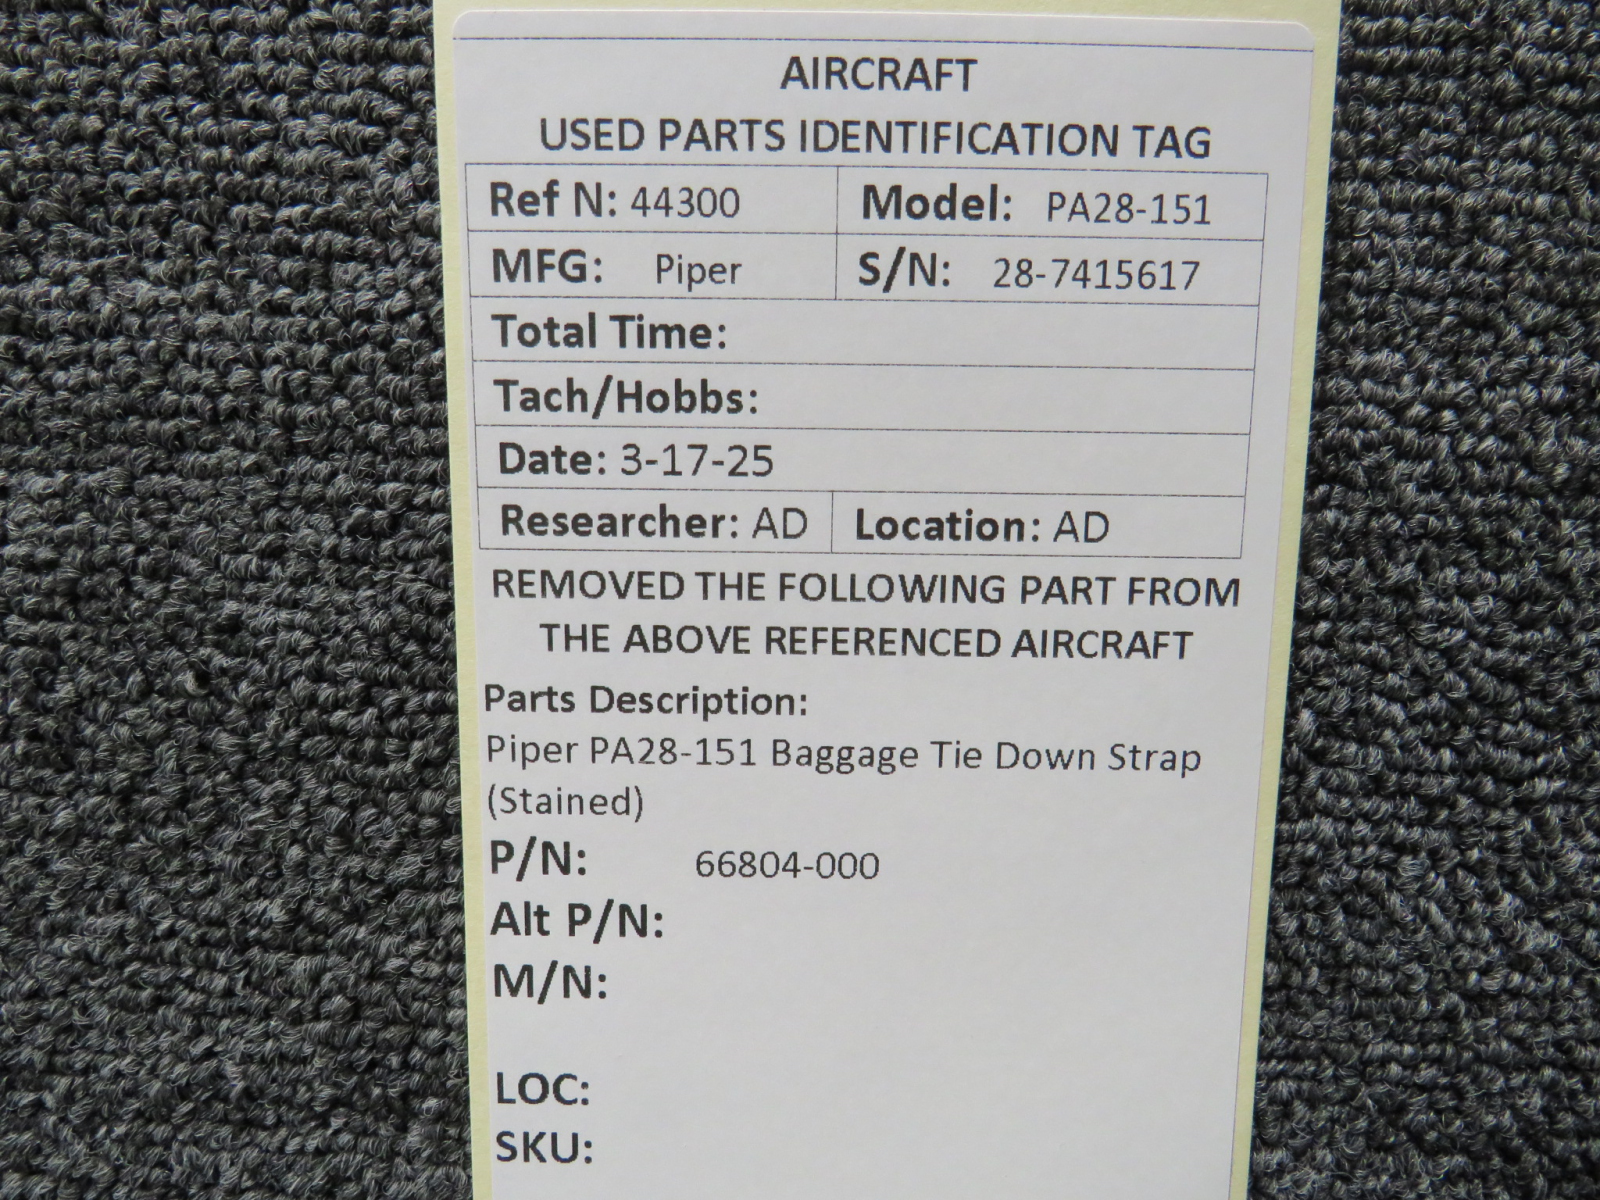 AIRCRAFT
USED PARTS IDENTIFICATION TAG
Ref N: 44300 Model: PA28-151
MFG: Piper S/N: 28-7415617
Total Time:
Tach/Hobbs:
Date: 3-17-25
Researcher: AD Location: AD
REMOVED THE FOLLOWING PART FROM
THE ABOVE REFERENCED AIRCRAFT
Parts Description:
Piper PA28-151 Baggage Tie Down Strap
(Stained)
P/N: 66804-000
Alt P/N:
M/N:
LOC:
SKU: